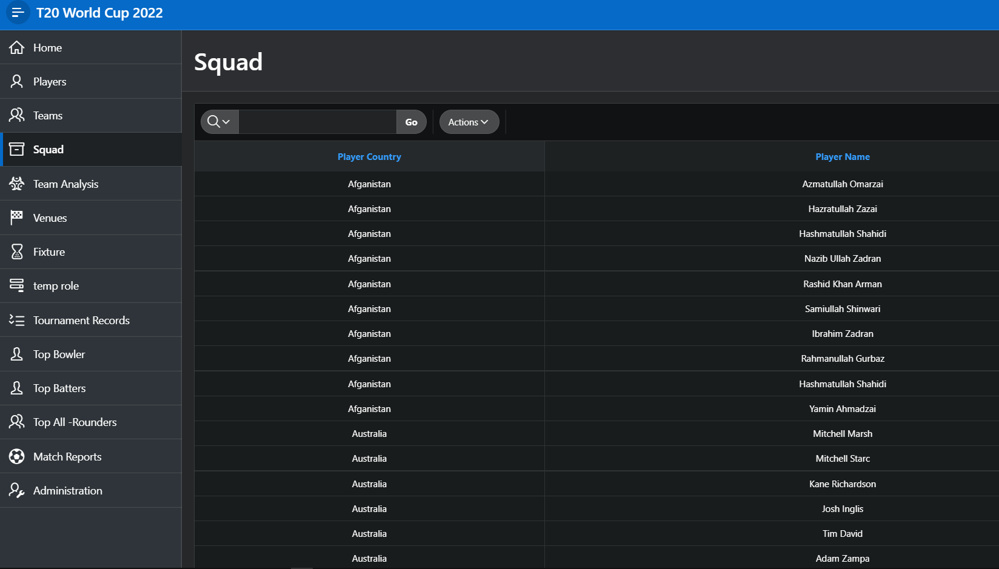 T20 World Cup 2022
Home
Players
Teams
Squad
Team Analysis
Venues
Fixture
temp role
Tournament Records
Top Bowler
Top Batters
Top All -Rounders
Match Reports
Administration
Squad
Go Actions
Player Country Player Name
Afganistan Azmatullah Omarzai
Afganistan Hazratullah Zazai
Afganistan Hashmatullah Shahidi
Afganistan Nazib Ullah Zadran
Afganistan Rashid Khan Arman
Afganistan Samiullah Shinwari
Afganistan Ibrahim Zadran
Afganistan Rahmanullah Gurbaz
Afganistan Hashmatullah Shahidi
Afganistan Yamin Ahmadzai
Australia Mitchell Marsh
Australia Mitchell Starc
Australia Kane Richardson
Australia Josh Inglis
Australia Tim David
Australia Adam Zampa